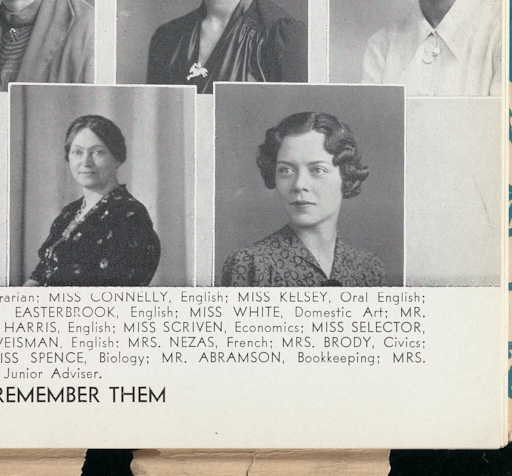 rarian; MISS CONNELLY, English; MISS KELSEY, Oral English;
EASTERBROOK, English; MISS WHITE, Domestic Art; MR.
HARRIS, English; MISS SCRIVEN, Economics; MISS SELECTOR,
WEISMAN, English; MRS. NEZAS, French; MRS. BRODY, Civics;
ISS SPENCE, Biology; MR. ABRAMSON, Bookkeeping; MRS.
Junior Adviser.
REMEMBER THEM